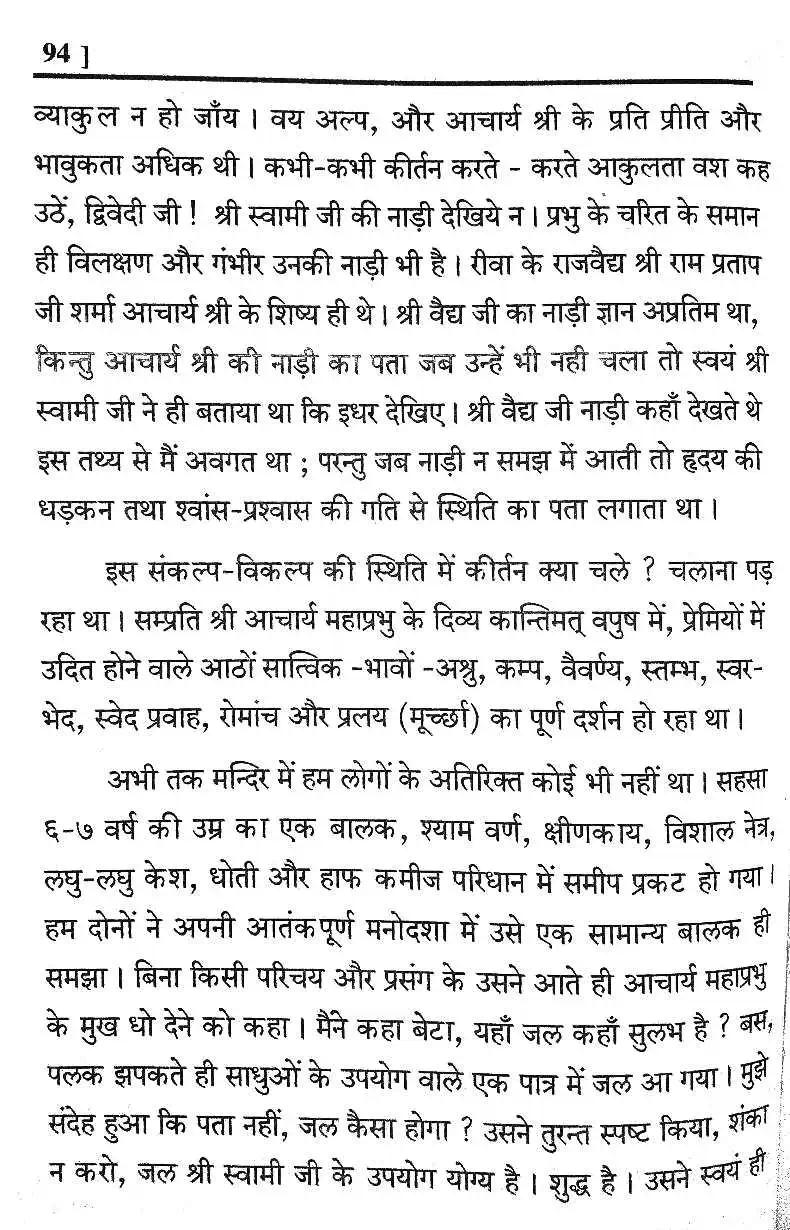 94 ]
व्याकुल न हो जाँय । वय अल्प, और आचार्य श्री के प्रति प्रीति और
भावुकता अधिक थी । कभी-कभी कीर्तन करते - करते आकुलता वश कह
उठें, द्विवेदी जी ! श्री स्वामी जी की नाड़ी देखिये न । प्रभु के चरित के समान
ही विलक्षण और गंभीर उनकी नाड़ी भी है । रीवा के राजवैद्य श्री राम प्रताप
जी शर्मा आचार्य श्री के शिष्य ही थे । श्री वैद्य जी का नाड़ी ज्ञान अप्रतिम था,
किन्तु आचार्य श्री की नाड़ी का पता जब उन्हें भी नही चला तो स्वयं श्री
स्वामी जी ने ही बताया था कि इधर देखिए । श्री वैद्य जी नाड़ी कहाँ देखते थे
इस तथ्य से मैं अवगत था ; परन्तु जब नाड़ी न समझ में आती तो हृदय की
धड़कन तथा श्वांस-प्रश्वास की गति से स्थिति का पता लगाता था ।
इस संकल्प-विकल्प की स्थिति में कीर्तन क्या चले ? चलाना पड़
रहा था । सम्प्रति श्री आचार्य महाप्रभु के दिव्य कान्तिमत् वपुष में, प्रेमियों में
उदित होने वाले आठों सात्विक -भावों -अश्रु, कम्प, वैवर्ण्य, स्तम्भ, स्वर-
भेद, स्वेद प्रवाह, रोमांच और प्रलय (मूर्च्छा) का पूर्ण दर्शन हो रहा था ।
अभी तक मन्दिर में हम लोगों के अतिरिक्त कोई भी नहीं था । सहसा
६-७ वर्ष की उम्र का एक बालक, श्याम वर्ण, क्षीणकाय, विशाल नेत्र,
लघु-लघु केश, धोती और हाफ कमीज परिधान में समीप प्रकट हो गया ।
हम दोनों ने अपनी आतंकपूर्ण मनोदशा में उसे एक सामान्य बालक ही
समझा । बिना किसी परिचय और प्रसंग के उसने आते ही आचार्य महाप्रभु
के मुख धो देने को कहा । मैंने कहा बेटा, यहाँ जल कहाँ सुलभ है ? बस,
पलक झपकते ही साधुओं के उपयोग वाले एक पात्र में जल आ गया । मुझे
संदेह हुआ कि पता नहीं, जल कैसा होगा ? उसने तुरन्त स्पष्ट किया, शंका
न करो, जल श्री स्वामी जी के उपयोग योग्य है । शुद्ध है । उसने स्वयं ही